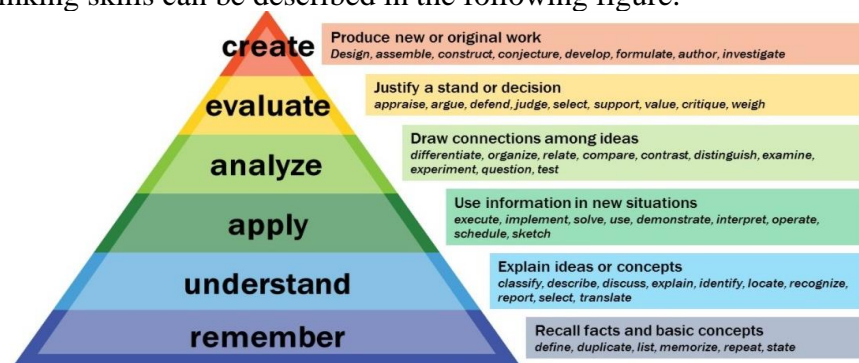 inking skills can be described in the following figure.
create
Produce new or original work
Design, assemble, construct, conjecture, develop, formulate, author, investigate
evaluate
Justify a stand or decision
appraise, argue, defend, judge, select, support, value, critique, weigh
analyze
Draw connections among ideas
differentiate, organize, relate, compare, contrast, distinguish, examine,
experiment, question, test
apply
Use information in new situations
execute, implement, solve, use, demonstrate, interpret, operate,
schedule, sketch
understand
Explain ideas or concepts
classify, describe, discuss, explain, identify, locate, recognize,
report, select, translate
remember
Recall facts and basic concepts
define, duplicate, list, memorize, repeat, state